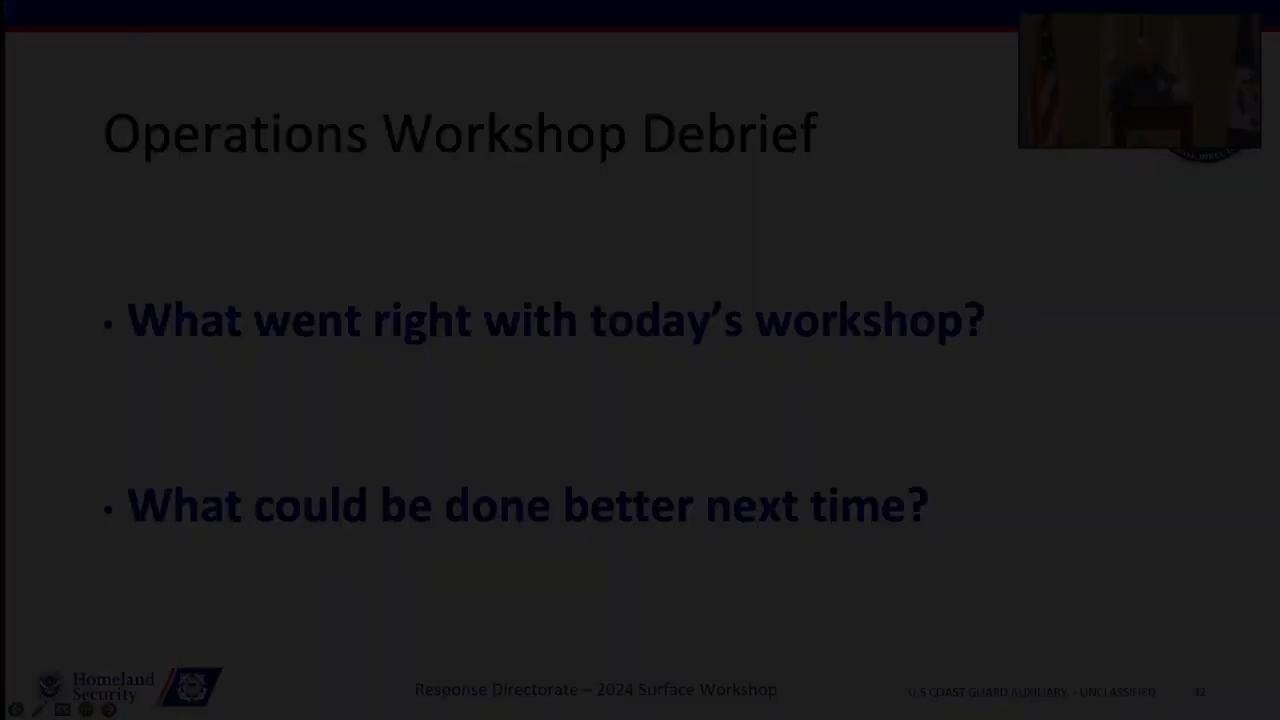 Operations Workshop Debrief
• What went right with today’s workshop?
• What could be done better next time?
Homeland
Security
Response Directorate – 2024 Surface Workshop
U.S COAST GUARD AUXILIARY - UNCLASSIFIED